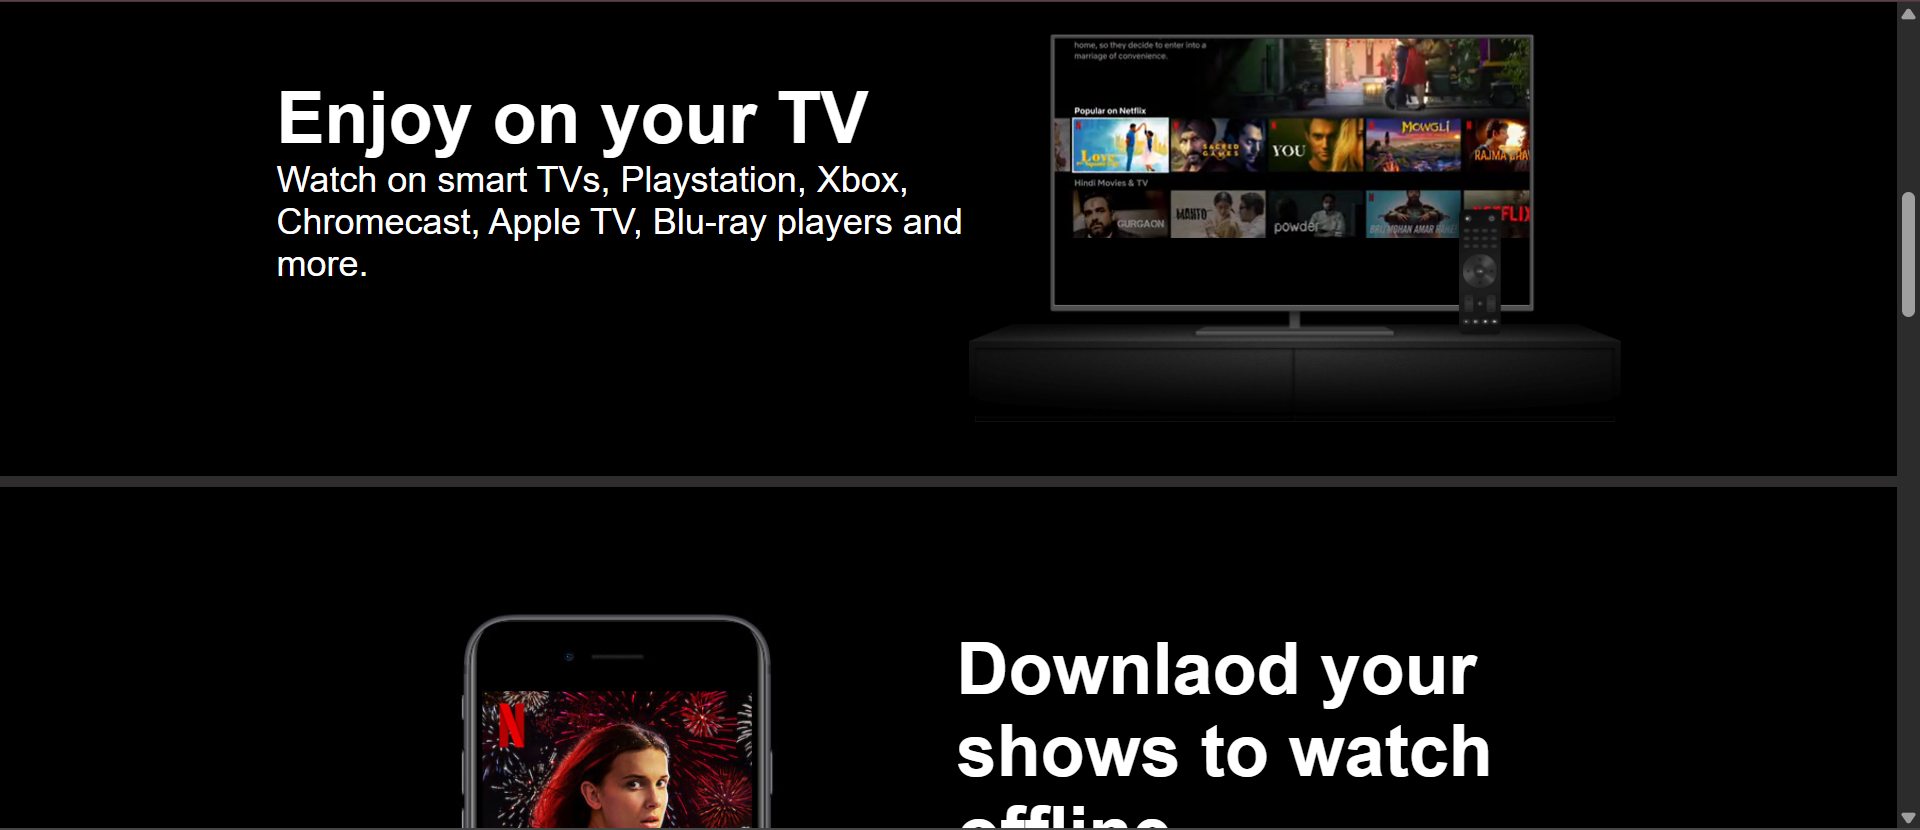 Enjoy on your TV
Watch on smart TVs, Playstation, Xbox,
Chromecast, Apple TV, Blu-ray players and
more.
home, so they decide to enter into a
marriage of convenience.
Popular on Netflix
Love
SACRED
GAMES
YOU
MOWGLI
RAJMA
Hindi Movies & TV
GURGAON
MANTO
powder
BRIJ MOHAN AMAR RAHE
NETFLIX
Downlaod your
shows to watch
offline